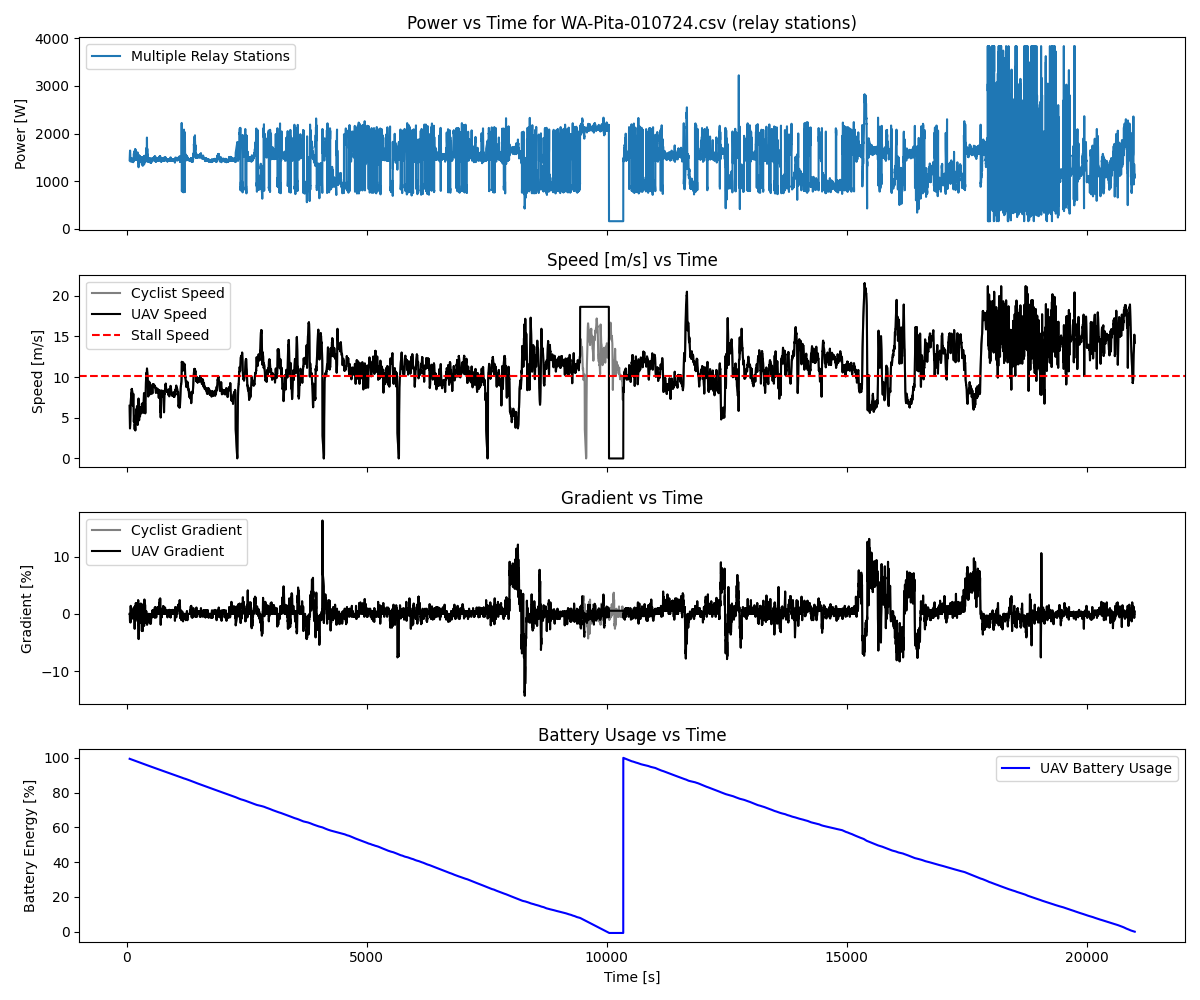 Power vs Time for WA-Pita-010724.csv (relay stations)
Power [W]
4000
3000
2000
1000
0
Multiple Relay Stations
Speed [m/s] vs Time
Speed [m/s]
20
15
10
5
0
Cyclist Speed
UAV Speed
Stall Speed
Gradient vs Time
Gradient [%]
10
0
−10
Cyclist Gradient
UAV Gradient
Battery Usage vs Time
Battery Energy [%]
100
80
60
40
20
0
UAV Battery Usage
0 5000 10000 15000 20000
Time [s]